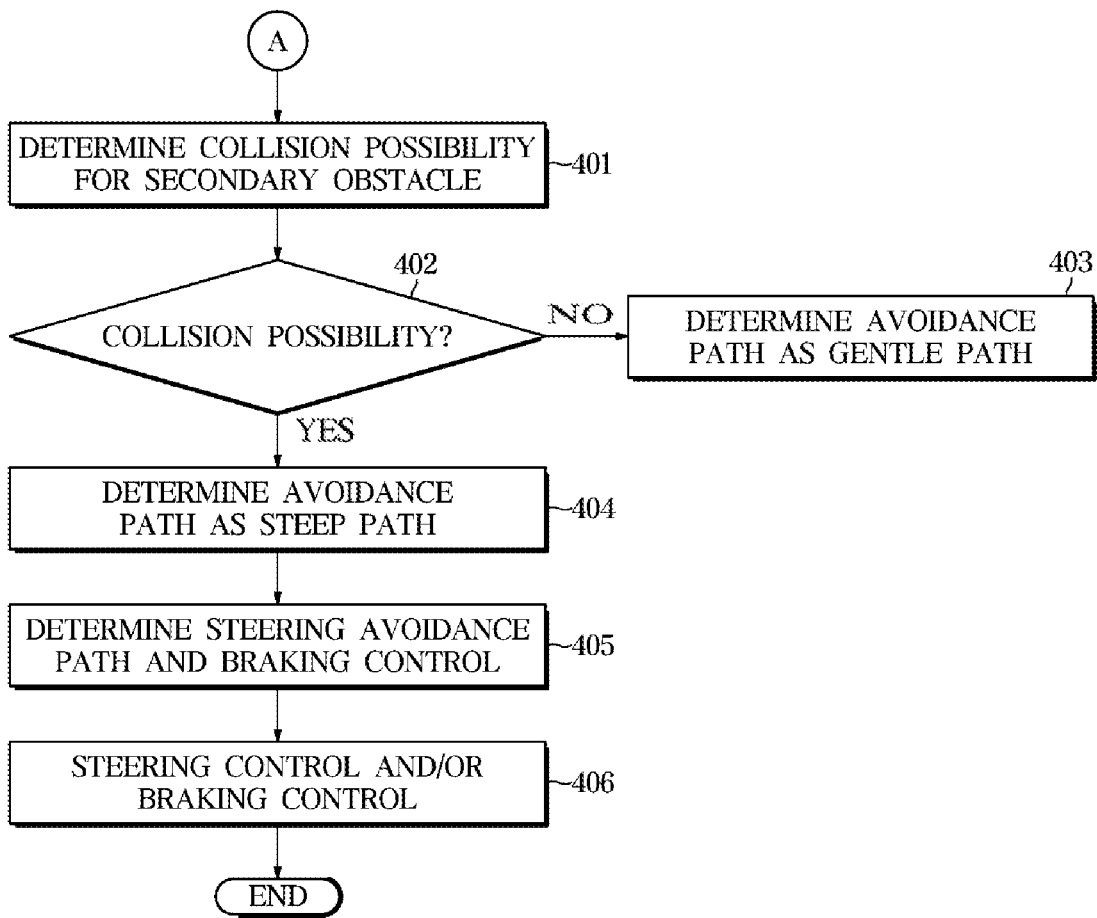 A
DETERMINE COLLISION POSSIBILITY
FOR SECONDARY OBSTACLE
401
402
COLLISION POSSIBILITY?
NO
403
DETERMINE AVOIDANCE
PATH AS GENTLE PATH
YES
DETERMINE AVOIDANCE
PATH AS STEEP PATH
404
DETERMINE STEERING AVOIDANCE
PATH AND BRAKING CONTROL
405
STEERING CONTROL AND/OR
BRAKING CONTROL
406
END